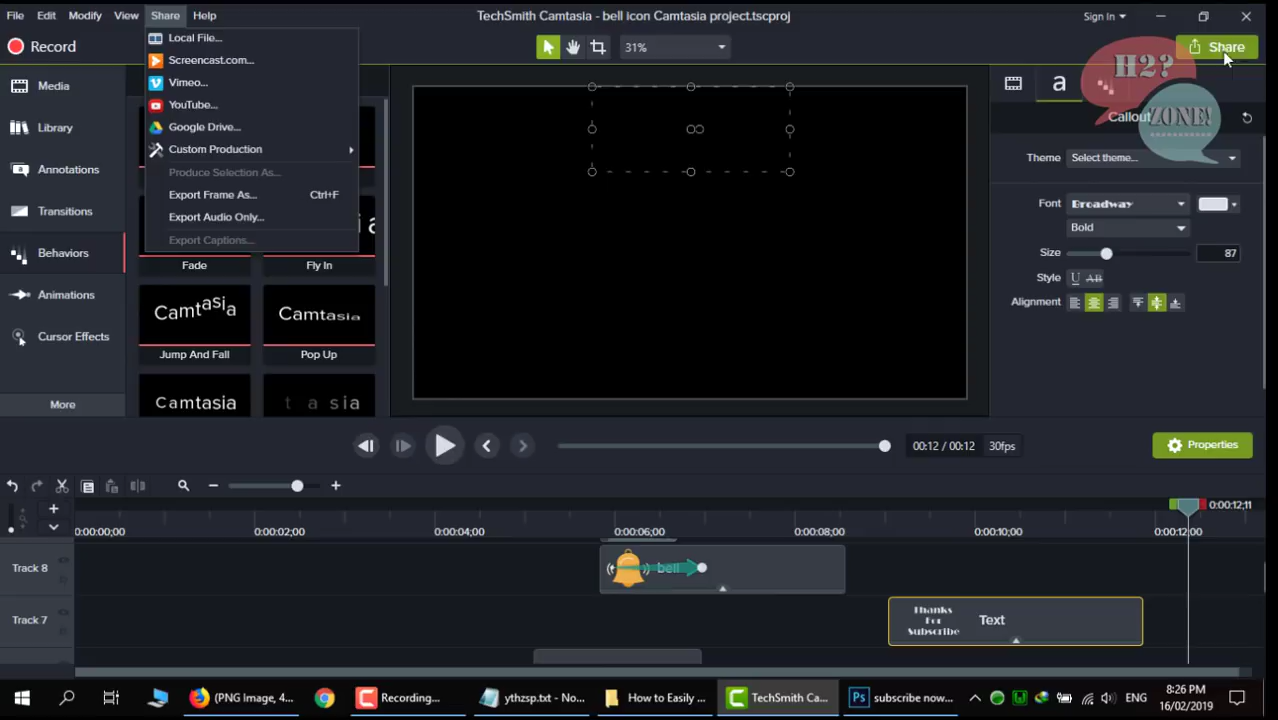 File Edit Modify View Share Help
TechSmith Camtasia - bell icon Camtasia project.tscproj
Sign In
Record
31%
Share
H2?
ZONE!
Local File...
Screencast.com...
Vimeo...
YouTube...
Google Drive...
Custom Production
Produce Selection As...
Export Frame As... Ctrl+F
Export Audio Only...
Export Captions...
Media
Library
Annotations
Transitions
Behaviors
Animations
Cursor Effects
More
Fade
Fly In
Camtasia
Camtasia
Jump And Fall
Pop Up
Camtasia
t a s i a
a
Callout
Theme Select theme...
Font Broadway
Bold
Size 87
Style U AB
Alignment
00:12 / 00:12 30fps
Properties
0:00:12;11
0:00:00;00 0:00:02;00 0:00:04;00 0:00:06;00 0:00:08;00 0:00:10;00 0:00:12;00
Track 8
bell
Track 7
Thanks
For
Subscribe
Text
(PNG Image, 4...
Recording...
ythzsp.txt - No...
How to Easily ...
TechSmith Ca...
Ps subscribe now...
ENG
8:26 PM
16/02/2019